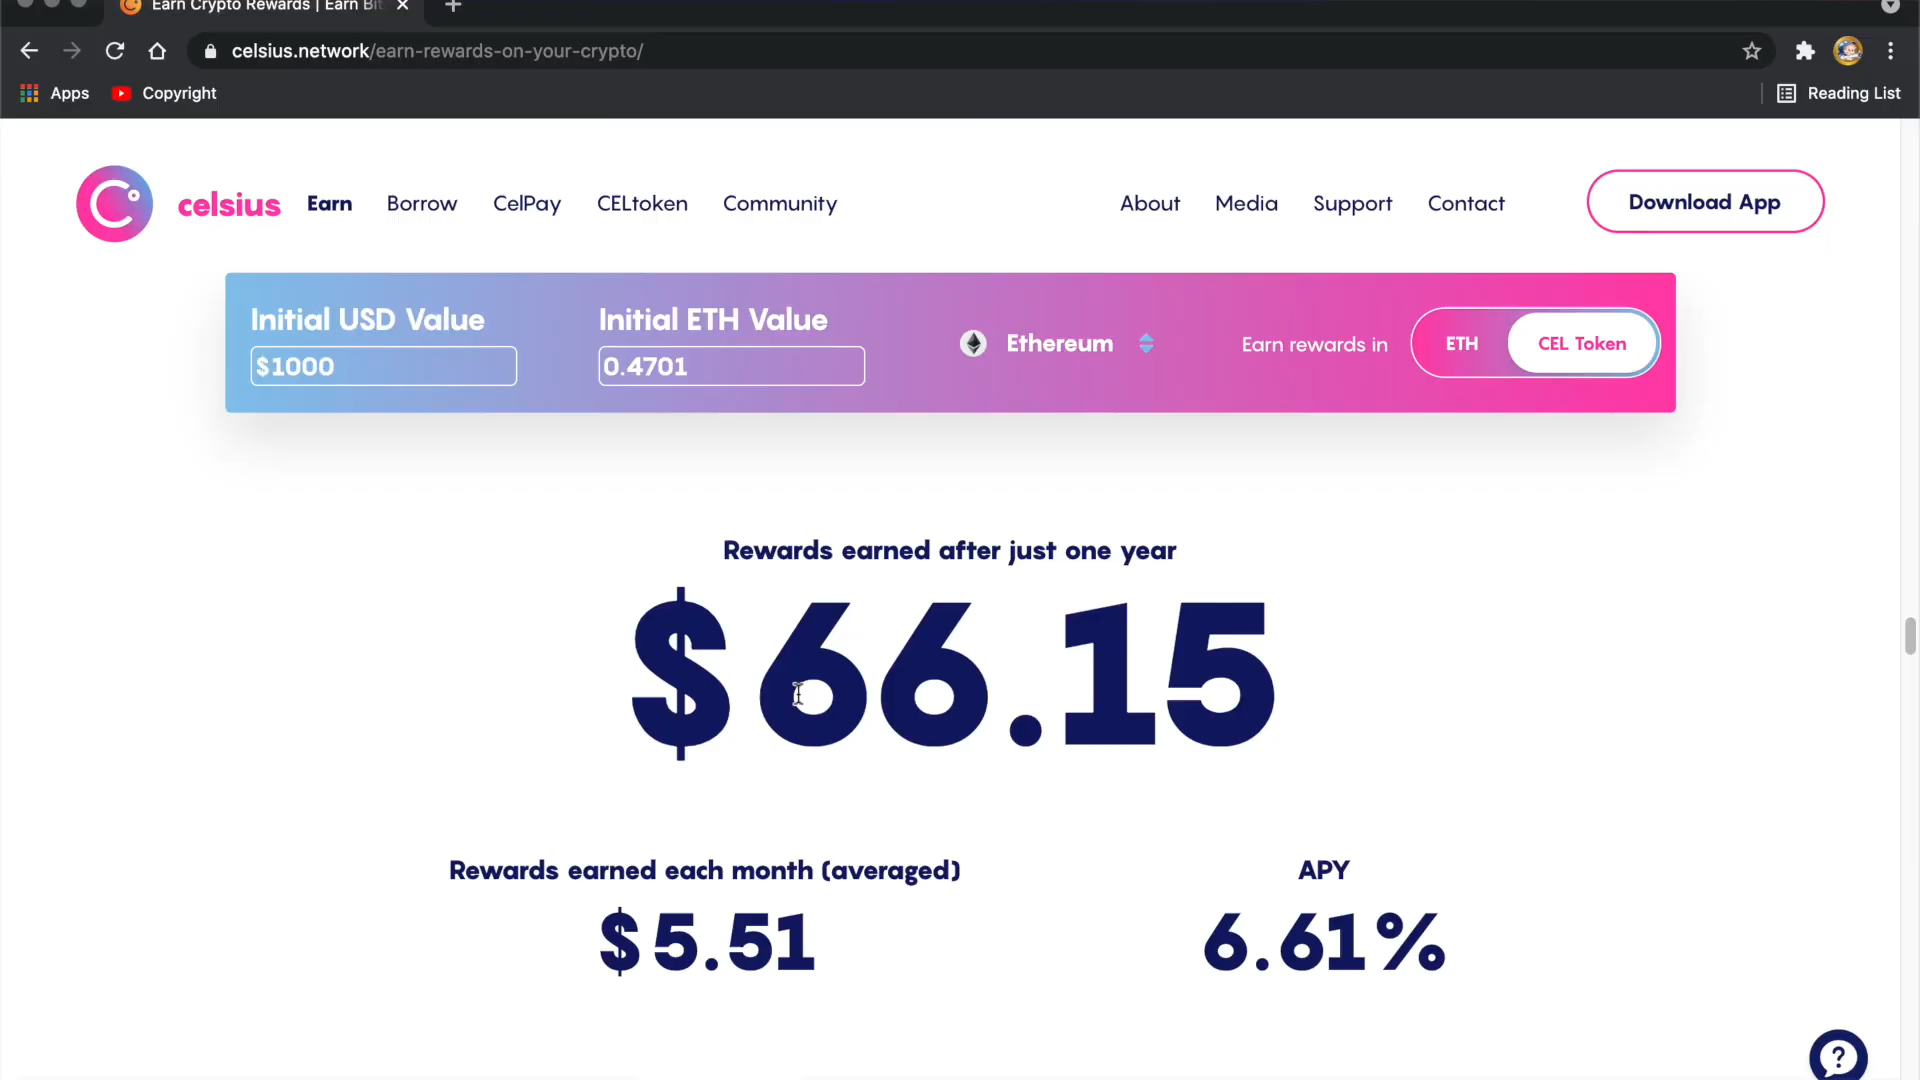 Earn Crypto Rewards | Earn Bit
celsius.network/earn-rewards-on-your-crypto/
Apps
Copyright
Reading List
celsius
Earn
Borrow
CelPay
CELtoken
Community
About
Media
Support
Contact
Download App
Initial USD Value
$1000
Initial ETH Value
0.4701
Ethereum
Earn rewards in
ETH
CEL Token
Rewards earned after just one year
$66.15
Rewards earned each month (averaged)
$5.51
APY
6.61%